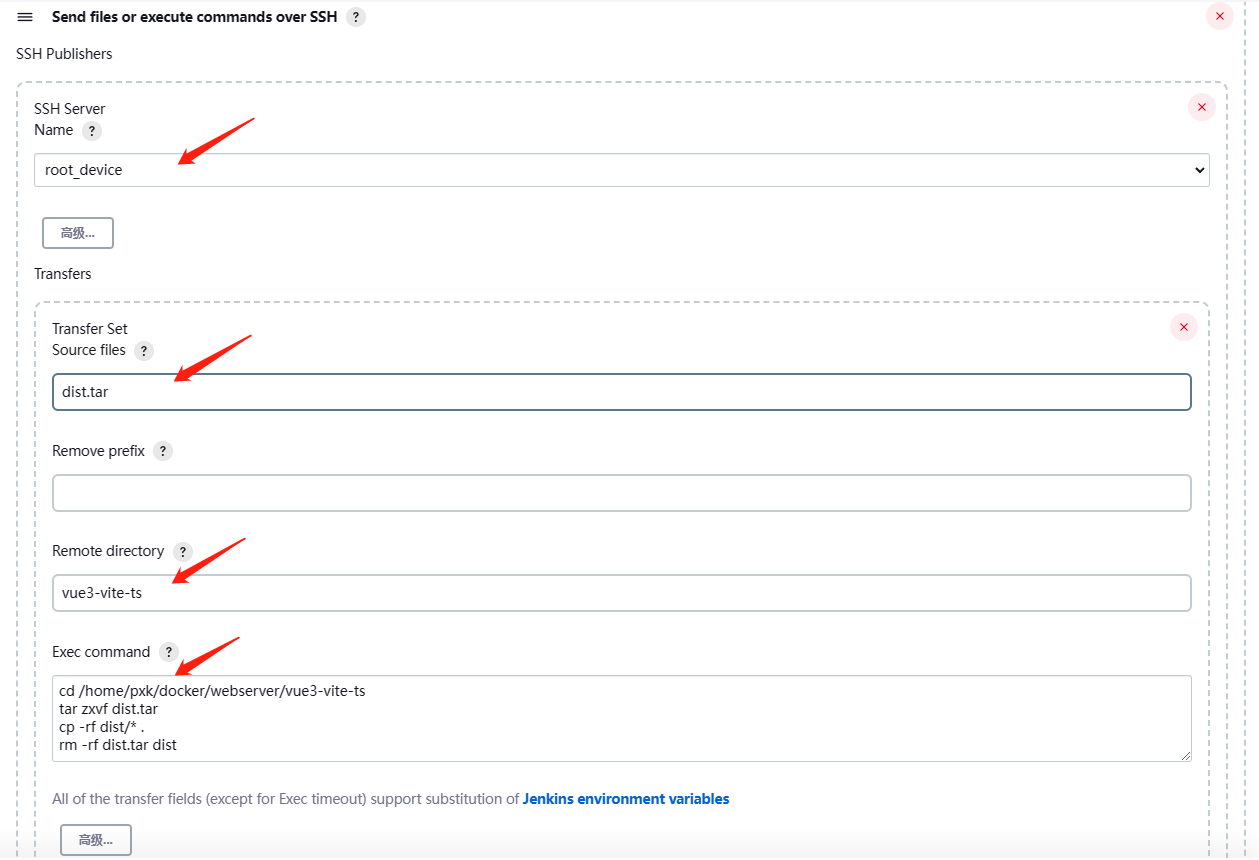 Send files or execute commands over SSH ?
SSH Publishers
SSH Server
Name ?
root_device
高级...
Transfers
Transfer Set
Source files ?
dist.tar
Remove prefix ?
Remote directory ?
vue3-vite-ts
Exec command ?
cd /home/pxk/docker/webserver/vue3-vite-ts
tar zxvf dist.tar
cp -rf dist/* .
rm -rf dist.tar dist
All of the transfer fields (except for Exec timeout) support substitution of Jenkins environment variables
高级...